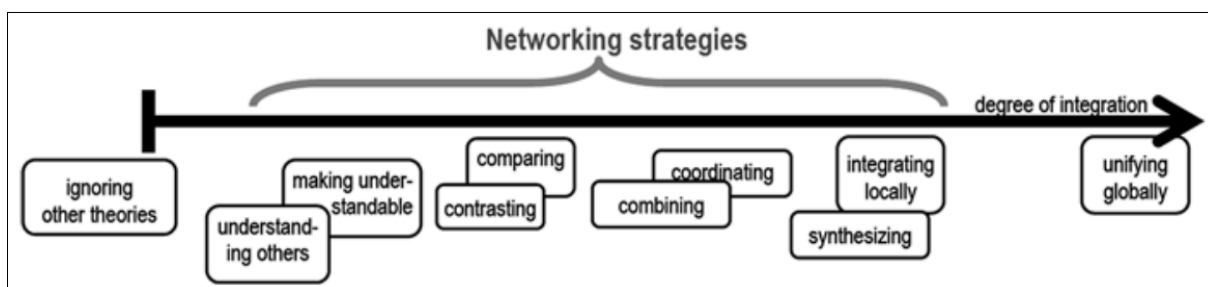 Networking strategies
degree of integration
ignoring
other theories
understand-
ing others
making under-
standable
comparing
contrasting
coordinating
combining
integrating
locally
synthesizing
unifying
globally